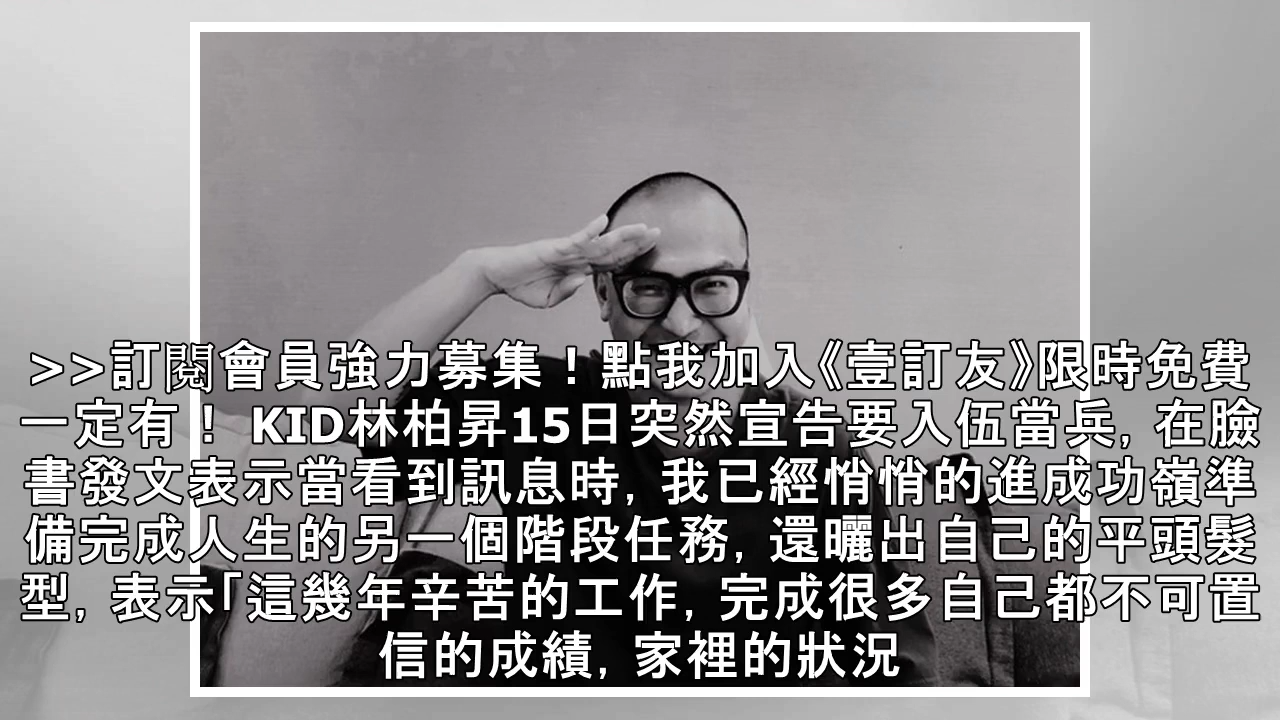 >>訂閱會員強力募集！點我加入《壹訂友》限時免費
一定有！ KID林柏昇15日突然宣告要入伍當兵, 在臉
書發文表示當看到訊息時, 我已經悄悄的進成功嶺準
備完成人生的另一個階段任務, 還曬出自己的平頭髮
型, 表示「這幾年辛苦的工作, 完成很多自己都不可置
信的成績, 家裡的狀況